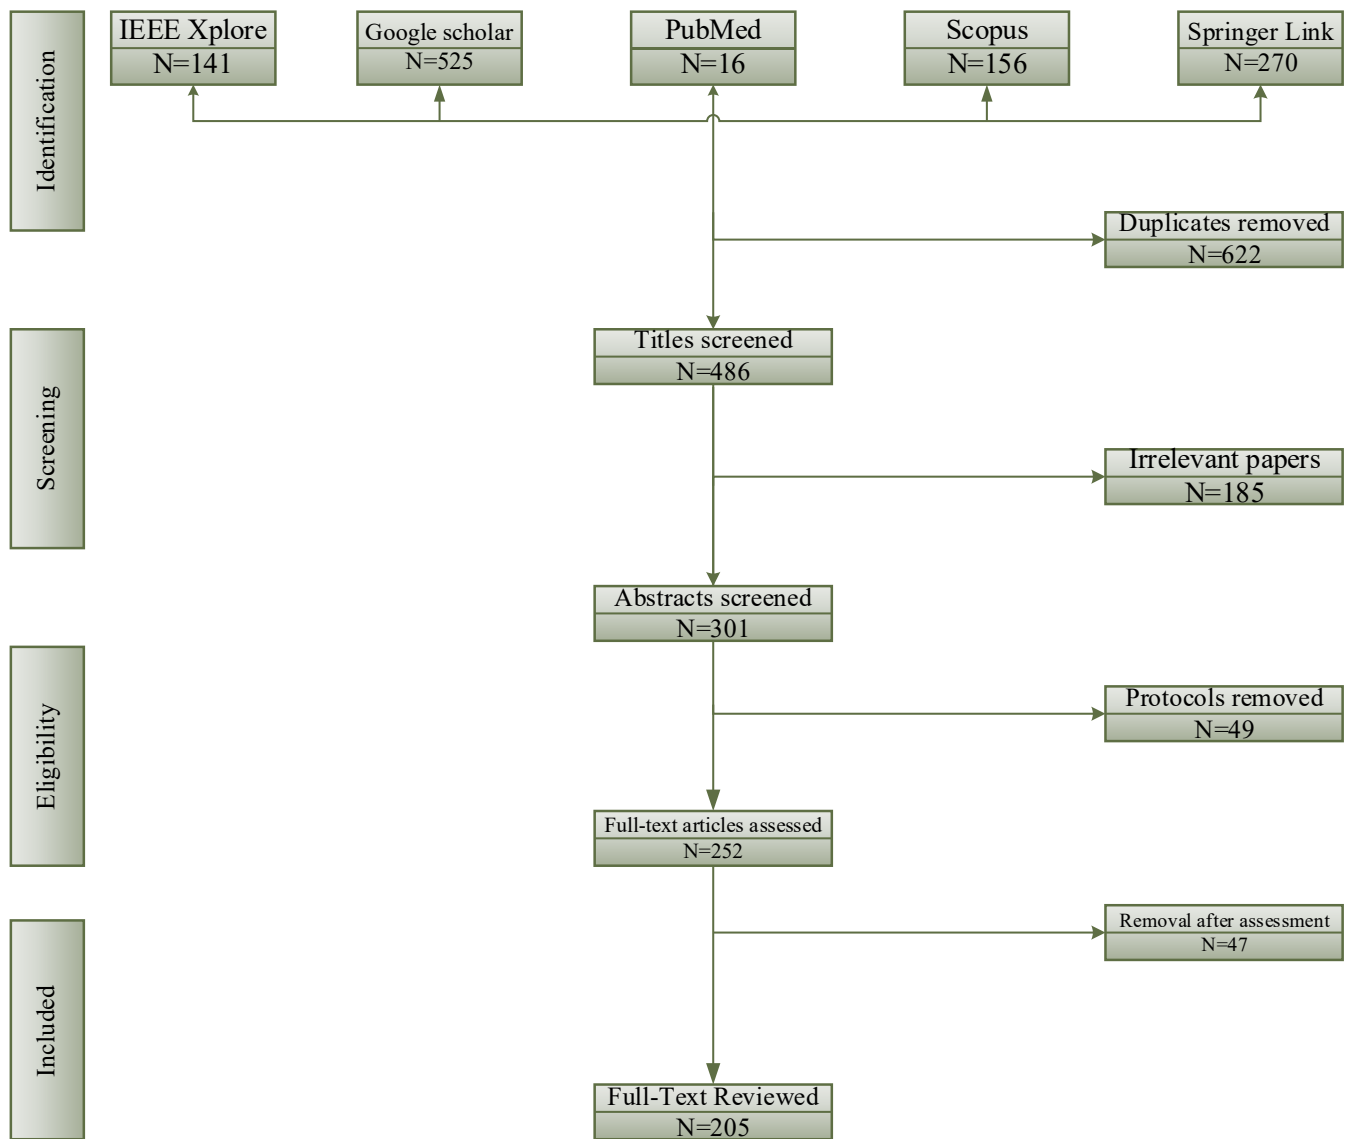 Identification
IEEE Xplore
N=141
Google scholar
N=525
PubMed
N=16
Scopus
N=156
Springer Link
N=270
Duplicates removed
N=622
Screening
Titles screened
N=486
Irrelevant papers
N=185
Abstracts screened
N=301
Eligibility
Protocols removed
N=49
Full-text articles assessed
N=252
Included
Removal after assessment
N=47
Full-Text Reviewed
N=205